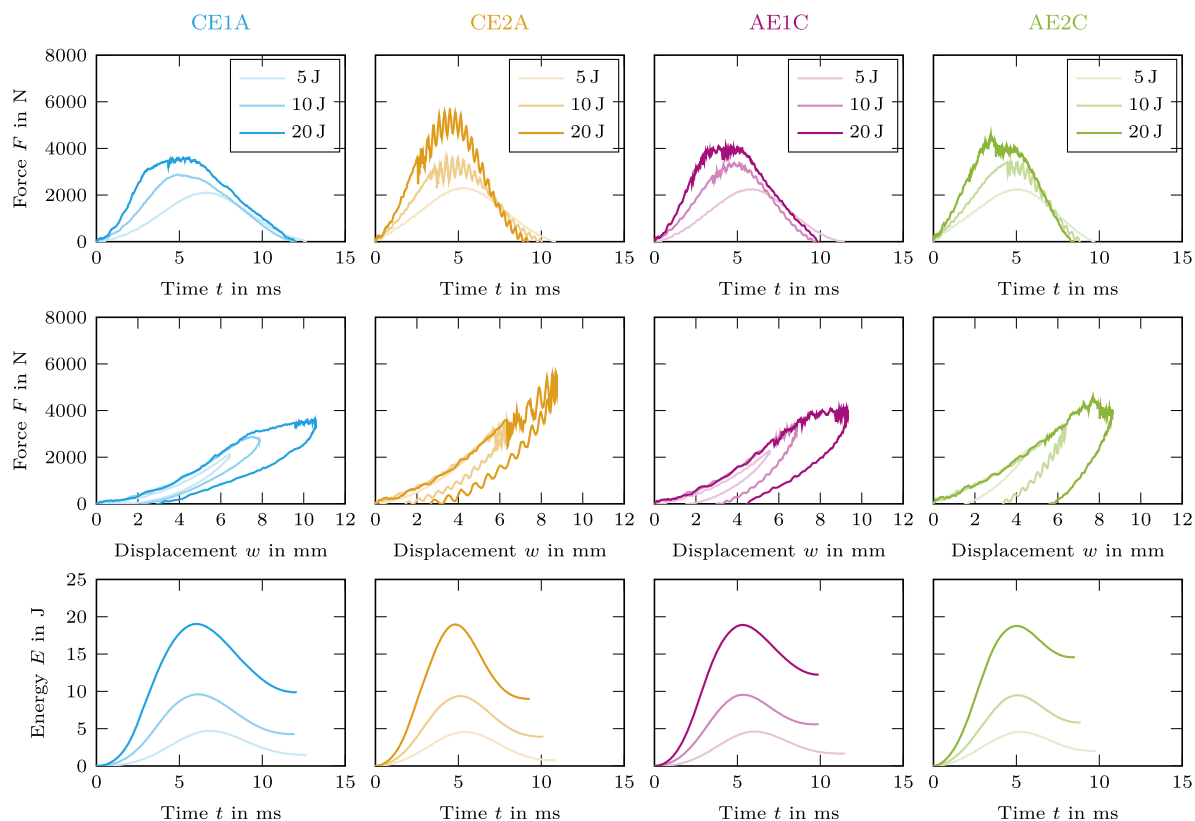 CE1A CE2A AE1C AE2C
8000
6000
4000
2000
0
Force F in N
5 J
10 J
20 J
5 J
10 J
20 J
5 J
10 J
20 J
5 J
10 J
20 J
0 5 10 15 0 5 10 15 0 5 10 15 0 5 10 15
Time t in ms Time t in ms Time t in ms Time t in ms
8000
6000
4000
2000
0
Force F in N
0 2 4 6 8 10 12 0 2 4 6 8 10 12 0 2 4 6 8 10 12 0 2 4 6 8 10 12
Displacement w in mm Displacement w in mm Displacement w in mm Displacement w in mm
25
20
15
10
5
0
Energy E in J
0 5 10 15 0 5 10 15 0 5 10 15 0 5 10 15
Time t in ms Time t in ms Time t in ms Time t in ms